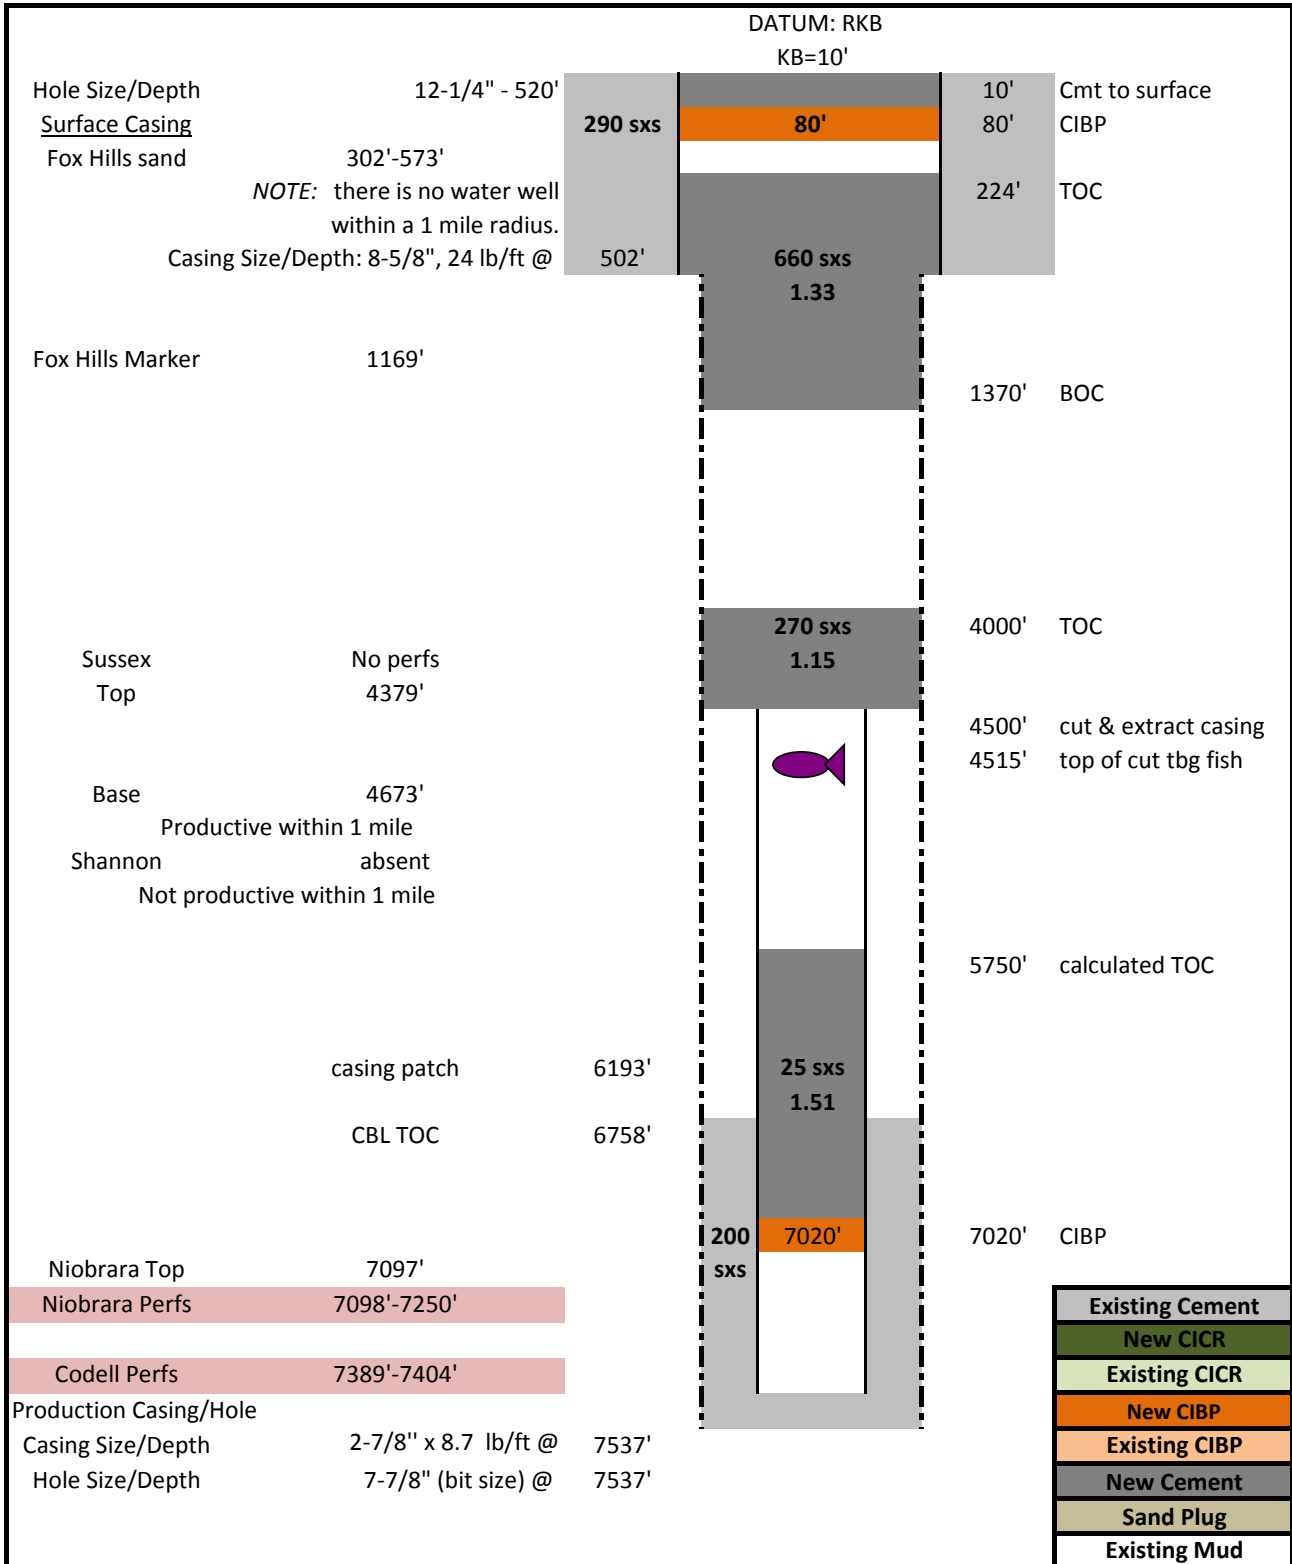 DATUM: RKB
KB=10'
Hole Size/Depth 12-1/4" - 520' 10' Cmt to surface
Surface Casing 290 sxs 80' 80' CIBP
Fox Hills sand 302'-573'
NOTE: there is no water well 224' TOC
within a 1 mile radius.
Casing Size/Depth: 8-5/8", 24 lb/ft @ 502' 660 sxs
1.33
Fox Hills Marker 1169'
1370' BOC
270 sxs 4000' TOC
Sussex No perfs 1.15
Top 4379'
4500' cut & extract casing
4515' top of cut tbg fish
Base 4673'
Productive within 1 mile
Shannon absent
Not productive within 1 mile
5750' calculated TOC
casing patch 6193' 25 sxs
1.51
CBL TOC 6758'
200 7020' 7020' CIBP
Niobrara Top 7097' sxs
Niobrara Perfs 7098'-7250' Existing Cement
New CICR
Codell Perfs 7389'-7404' Existing CICR
Production Casing/Hole New CIBP
Casing Size/Depth 2-7/8'' x 8.7 lb/ft @ 7537' Existing CIBP
Hole Size/Depth 7-7/8" (bit size) @ 7537' New Cement
Sand Plug
Existing Mud